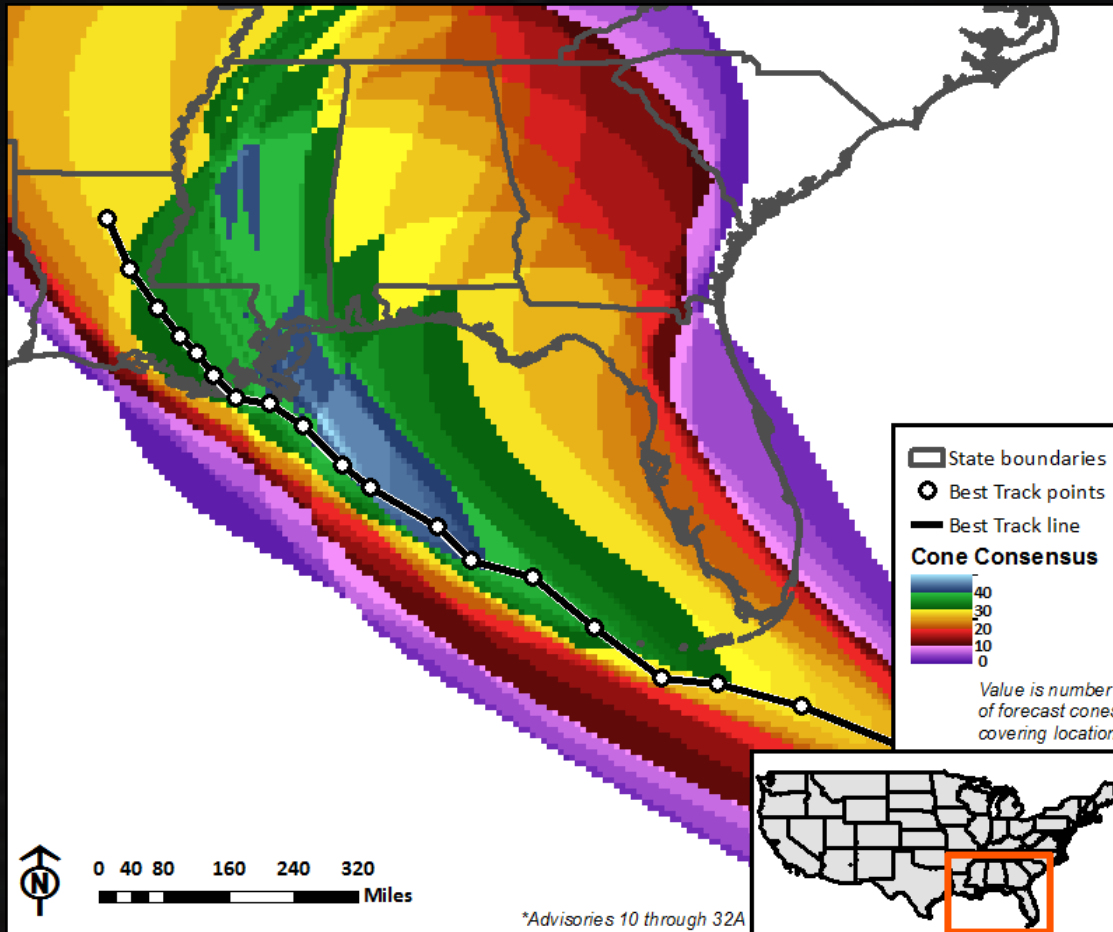 State boundaries
Best Track points
Best Track line
Cone Consensus
40
30
20
10
0
Value is number
of forecast cones
covering location
N
0 40 80 160 240 320
Miles
*Advisories 10 through 32A